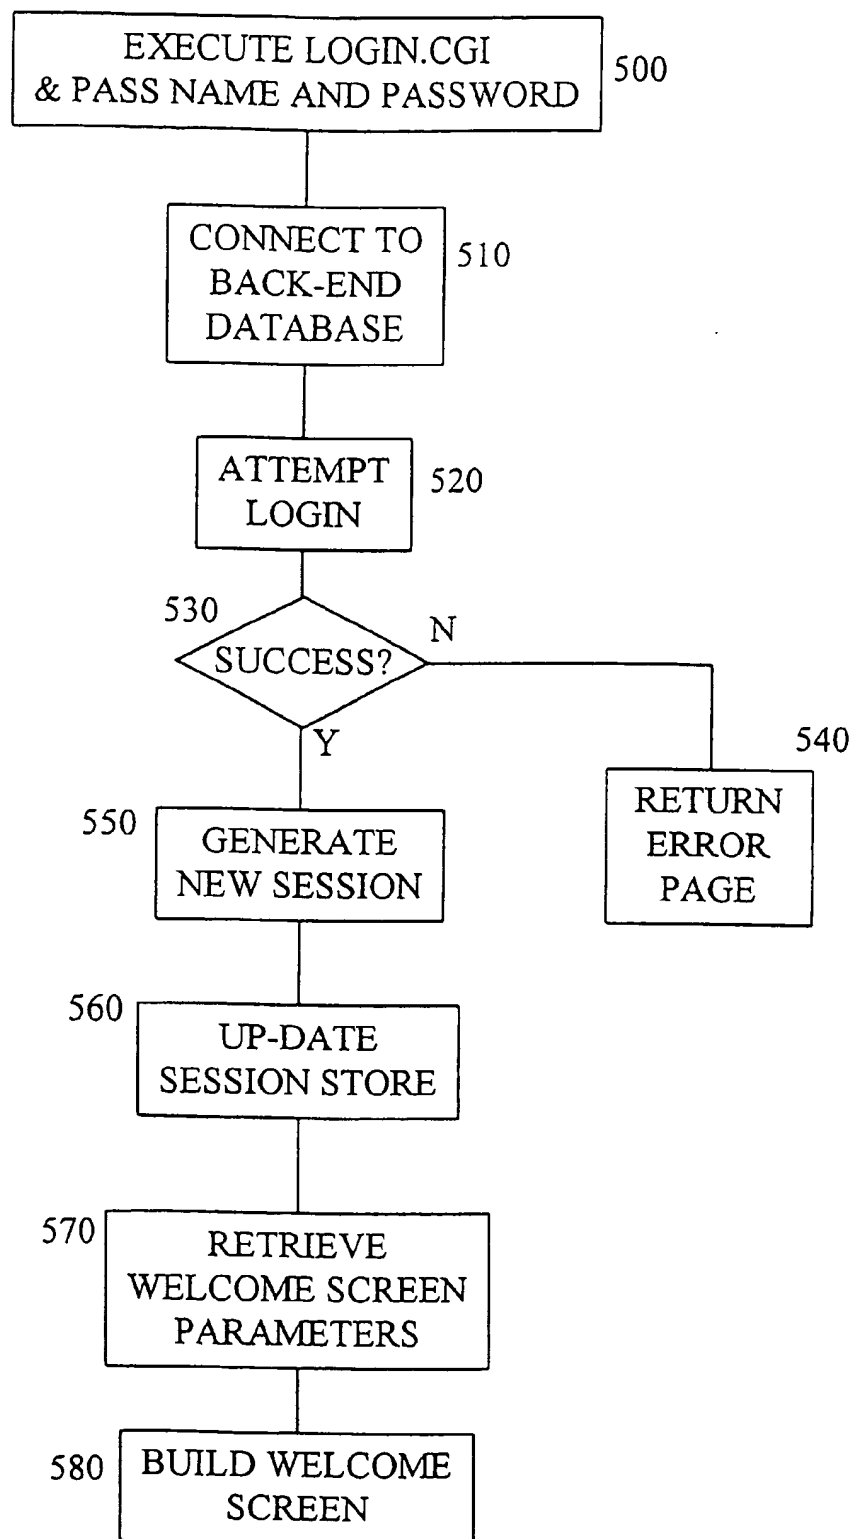 EXECUTE LOGIN.CGI
& PASS NAME AND PASSWORD
500
CONNECT TO
BACK-END
DATABASE
510
ATTEMPT
LOGIN
520
530
SUCCESS?
N
Y
540
RETURN
ERROR
PAGE
550
GENERATE
NEW SESSION
560
UP-DATE
SESSION STORE
570
RETRIEVE
WELCOME SCREEN
PARAMETERS
580
BUILD WELCOME
SCREEN